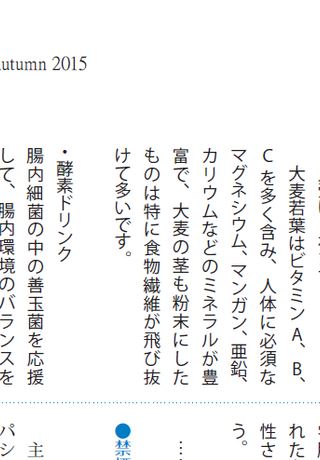 utumn 2015
大麦若葉はビタミン A、B、
C を多く含み、人体に必須な
マグネシウム、マンガン、亜鉛、
カリウムなどのミネラルが豊
富で、大麦の茎も粉末にした
ものは特に食物繊維が飛び抜
けて多いです。
・酵素ドリンク
腸内細菌の中の善玉菌を応援
して、腸内環境のバランスを
れた
性さ
う。
…
●禁
主
パシ